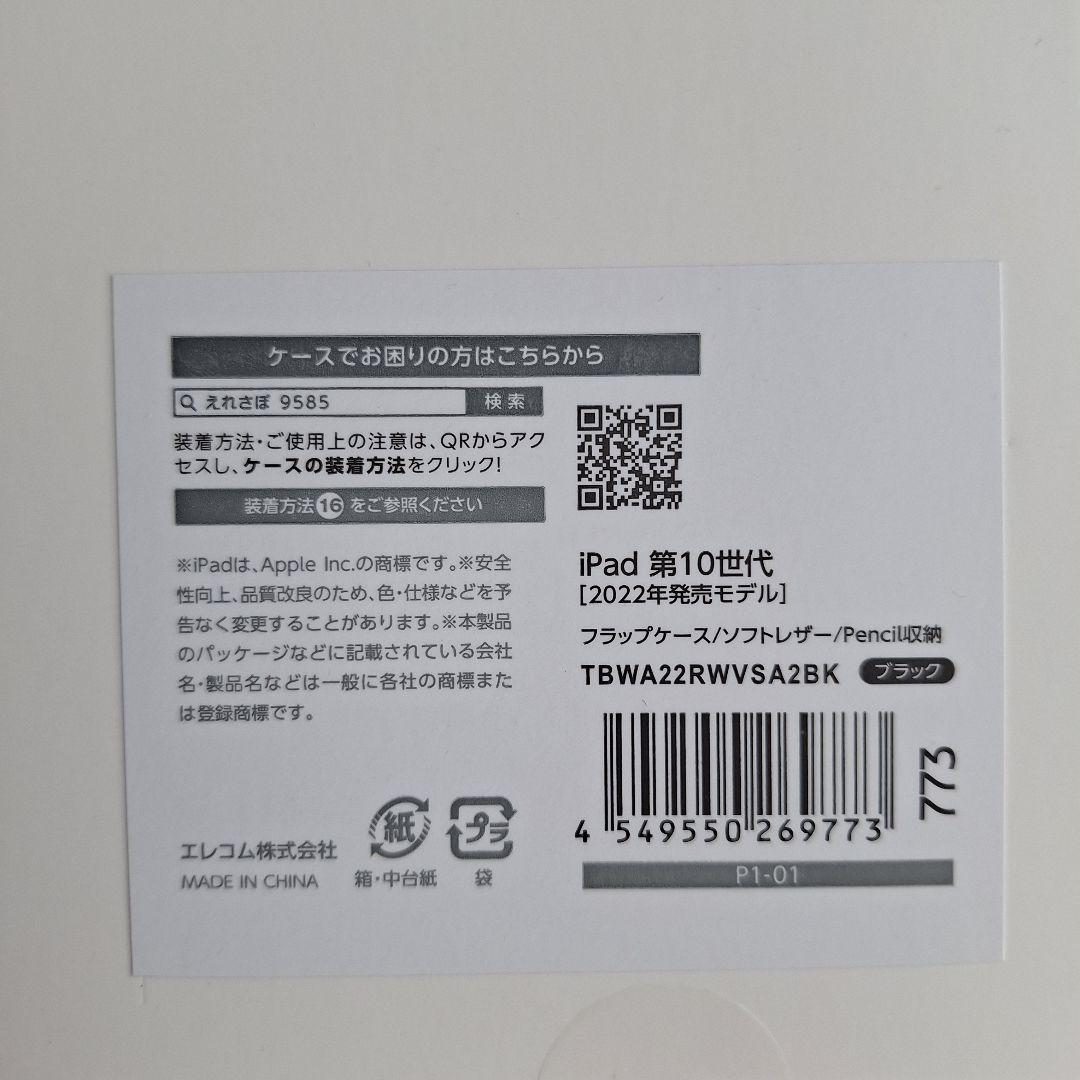 ケースでお困りの方はこちらから
えれさぽ 9585 検索
装着方法・ご使用上の注意は、QRからアク
セスし、ケースの装着方法をクリック!
装着方法⑯をご参照ください
※iPadは、Apple Inc.の商標です。※安全
性向上、品質改良のため、色・仕様などを予
告なく変更することがあります。※本製品
のパッケージなどに記載されている会社
名・製品名などは一般に各社の商標また
は登録商標です。
エレコム株式会社
MADE IN CHINA
紙
箱・中台紙
プラ
袋
iPad 第10世代
[2022年発売モデル]
フラップケース/ソフトレザー/Pencil収納
TBWA22RWVSA2BK ブラック
4 549550 269773
773
P1-01